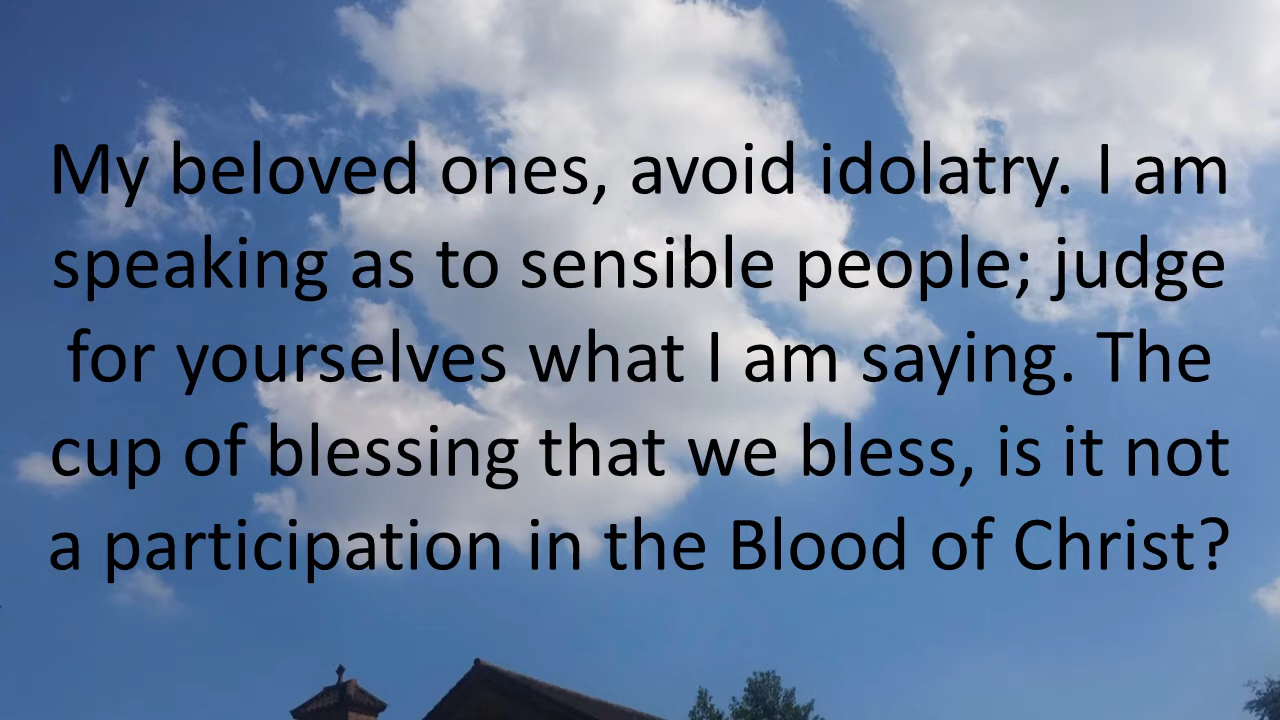 My beloved ones, avoid idolatry. I am
speaking as to sensible people; judge
for yourselves what I am saying. The
cup of blessing that we bless, is it not
a participation in the Blood of Christ?